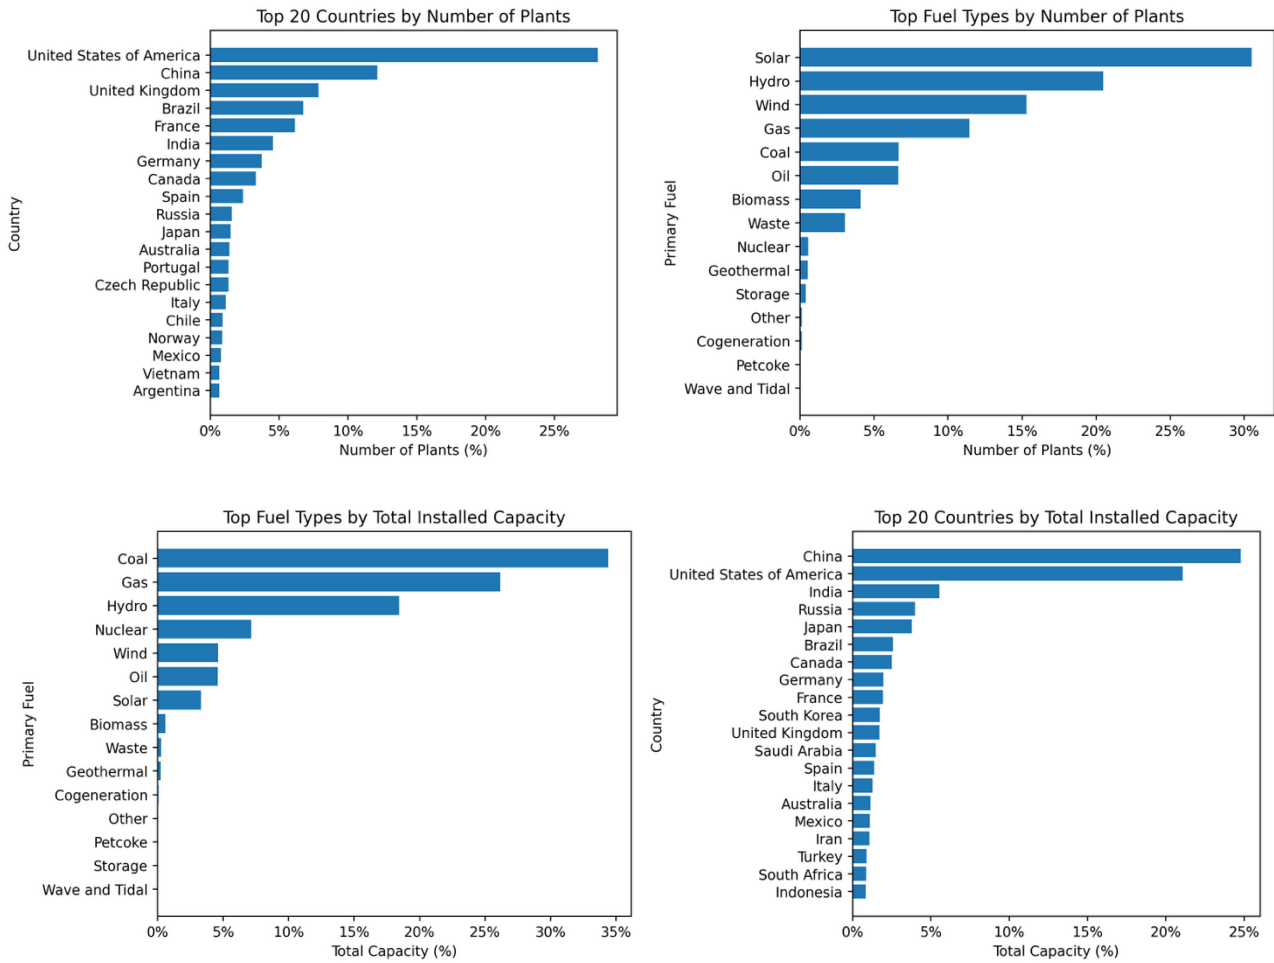 Top 20 Countries by Number of Plants
United States of America
China
United Kingdom
Brazil
France
India
Germany
Canada
Spain
Russia
Japan
Australia
Portugal
Czech Republic
Italy
Chile
Norway
Mexico
Vietnam
Argentina
Country
0% 5% 10% 15% 20% 25%
Number of Plants (%)
Top Fuel Types by Number of Plants
Solar
Hydro
Wind
Gas
Coal
Oil
Biomass
Waste
Nuclear
Geothermal
Storage
Other
Cogeneration
Petcoke
Wave and Tidal
Primary Fuel
0% 5% 10% 15% 20% 25% 30%
Number of Plants (%)
Top Fuel Types by Total Installed Capacity
Coal
Gas
Hydro
Nuclear
Wind
Oil
Solar
Biomass
Waste
Geothermal
Cogeneration
Other
Petcoke
Storage
Wave and Tidal
Primary Fuel
0% 5% 10% 15% 20% 25% 30% 35%
Total Capacity (%)
Top 20 Countries by Total Installed Capacity
China
United States of America
India
Russia
Japan
Brazil
Canada
Germany
France
South Korea
United Kingdom
Saudi Arabia
Spain
Italy
Australia
Mexico
Iran
Turkey
South Africa
Indonesia
Country
0% 5% 10% 15% 20% 25%
Total Capacity (%)